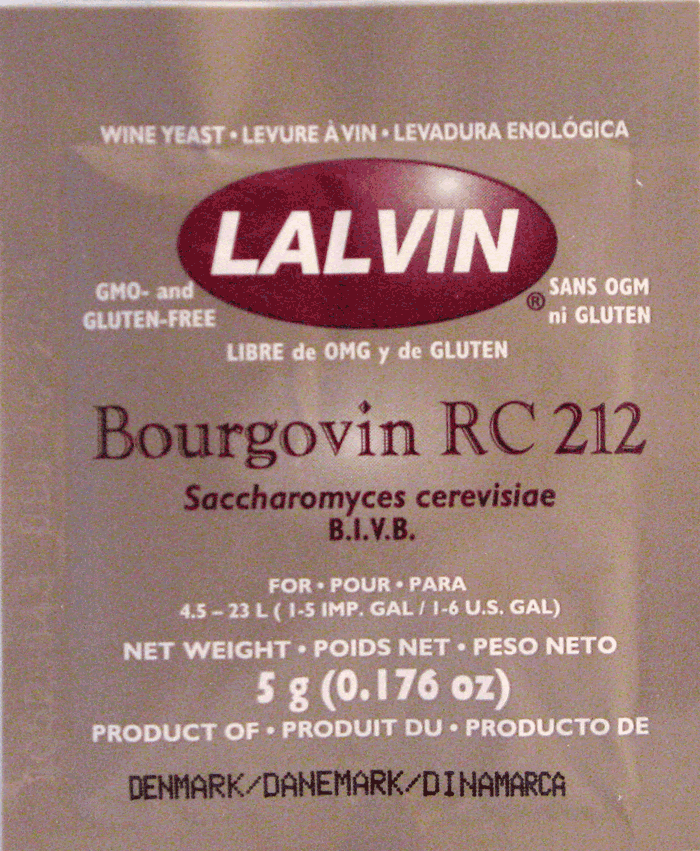 WINE YEAST • LEVURE À VIN • LEVADURA ENOLÓGICA
LALVIN
®
GMO- and
GLUTEN-FREE
SANS OGM
ni GLUTEN
LIBRE de OMG y de GLUTEN
Bourgovin RC 212
Saccharomyces cerevisiae
B.I.V.B.
FOR • POUR • PARA
4.5 – 23 L ( 1-5 IMP. GAL / 1-6 U.S. GAL)
NET WEIGHT • POIDS NET • PESO NETO
5 g (0.176 oz)
PRODUCT OF • PRODUIT DU • PRODUCTO DE
DENMARK/DANEMARK/DINAMARCA